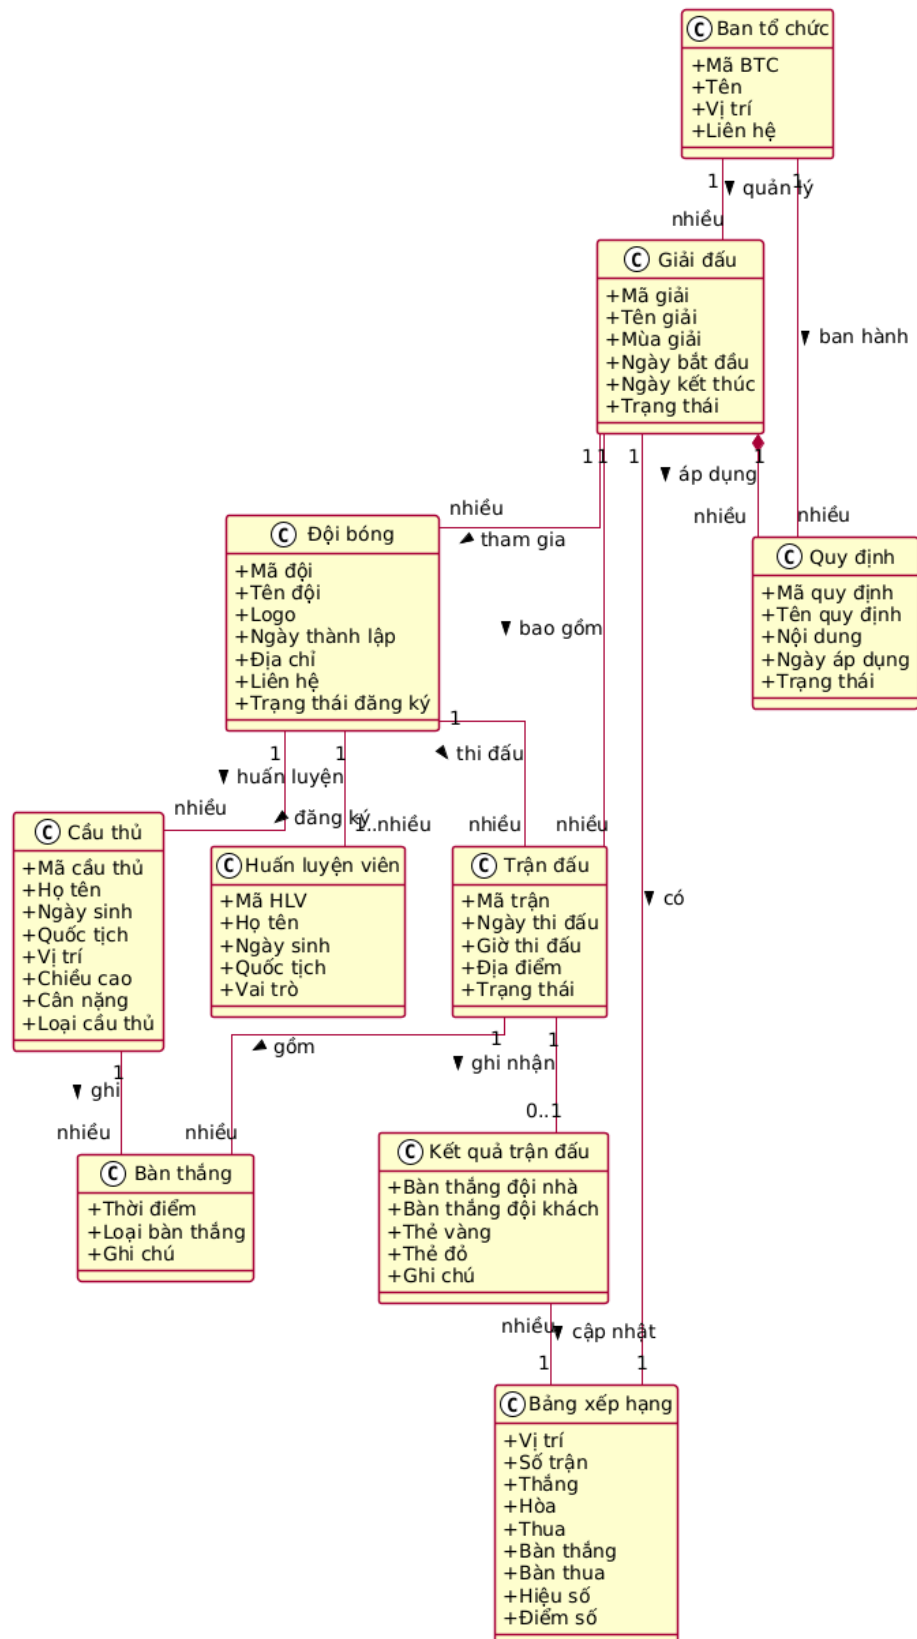 C Ban tổ chức
+Mã BTC
+Tên
+Vị trí
+Liên hệ
1
quản lý
1
nhiều
C Giải đấu
+Mã giải
+Tên giải
+Mùa giải
+Ngày bắt đầu
+Ngày kết thúc
+Trạng thái
ban hành
1
1
1
1
áp dụng
nhiều
tham gia
nhiều
nhiều
C Đội bóng
+Mã đội
+Tên đội
+Logo
+Ngày thành lập
+Địa chỉ
+Liên hệ
+Trạng thái đăng ký
C Quy định
+Mã quy định
+Tên quy định
+Nội dung
+Ngày áp dụng
+Trạng thái
bao gồm
1
1
1
thi đấu
huấn luyện
nhiều
đăng ký
1..nhiều
nhiều
nhiều
C Cầu thủ
+Mã cầu thủ
+Họ tên
+Ngày sinh
+Quốc tịch
+Vị trí
+Chiều cao
+Cân nặng
+Loại cầu thủ
C Huấn luyện viên
+Mã HLV
+Họ tên
+Ngày sinh
+Quốc tịch
+Vai trò
C Trận đấu
+Mã trận
+Ngày thi đấu
+Giờ thi đấu
+Địa điểm
+Trạng thái
có
1
1
gồm
ghi nhận
1
ghi
0..1
nhiều
nhiều
C Bàn thắng
+Thời điểm
+Loại bàn thắng
+Ghi chú
C Kết quả trận đấu
+Bàn thắng đội nhà
+Bàn thắng đội khách
+Thẻ vàng
+Thẻ đỏ
+Ghi chú
nhiều
cập nhật
1
1
C Bảng xếp hạng
+Vị trí
+Số trận
+Thắng
+Hòa
+Thua
+Bàn thắng
+Bàn thua
+Hiệu số
+Điểm số